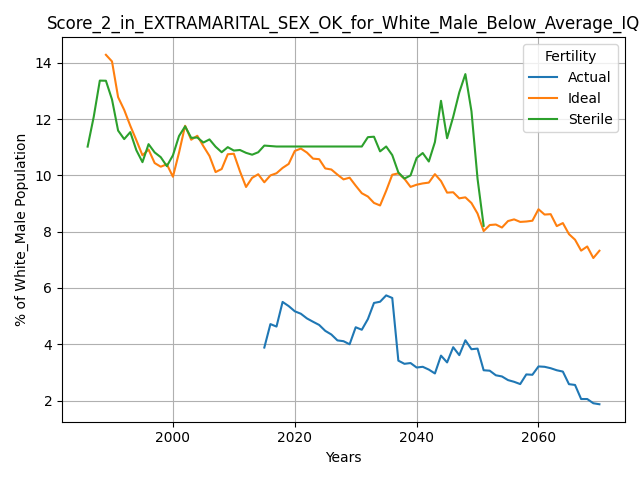 Score_2_in_EXTRAMARITAL_SEX_OK_for_White_Male_Below_Average_IQ
Fertility
Actual
Ideal
Sterile
% of White_Male Population
14
12
10
8
6
4
2
2000
2020
2040
2060
Years